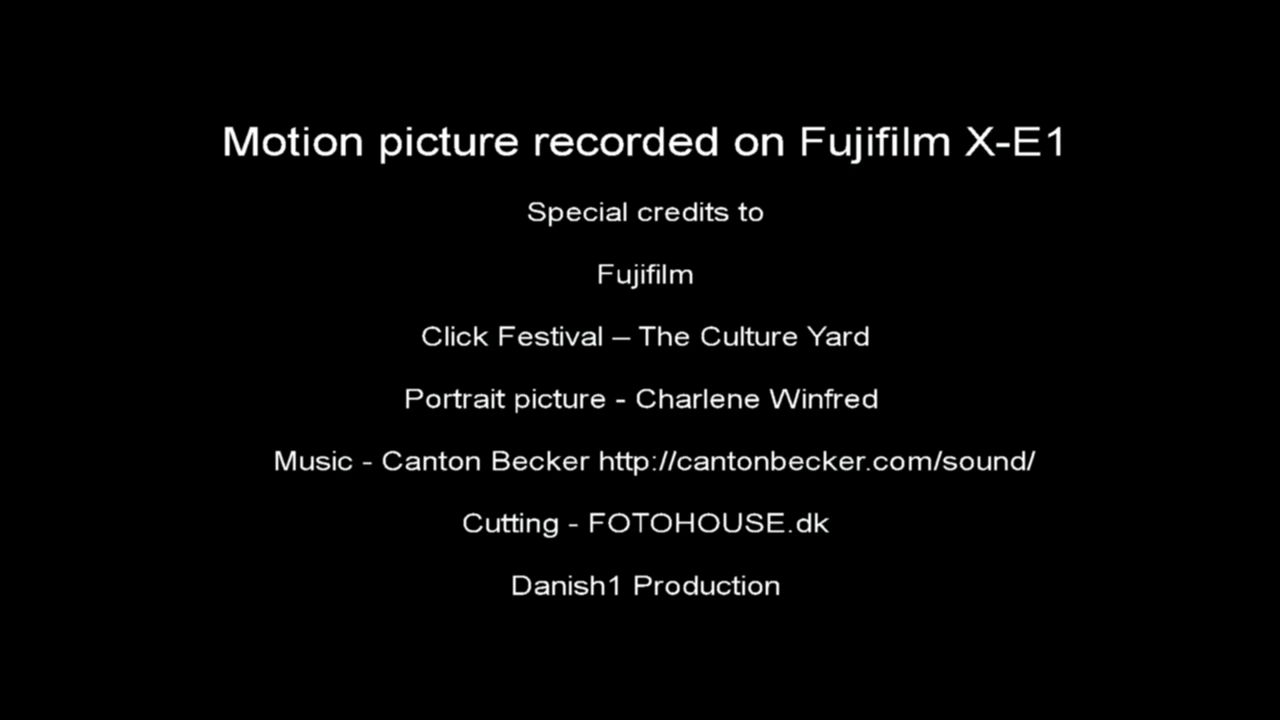 Motion picture recorded on Fujifilm X-E1
Special credits to
Fujifilm
Click Festival – The Culture Yard
Portrait picture - Charlene Winfred
Music - Canton Becker http://cantonbecker.com/sound/
Cutting - FOTOHOUSE.dk
Danish1 Production